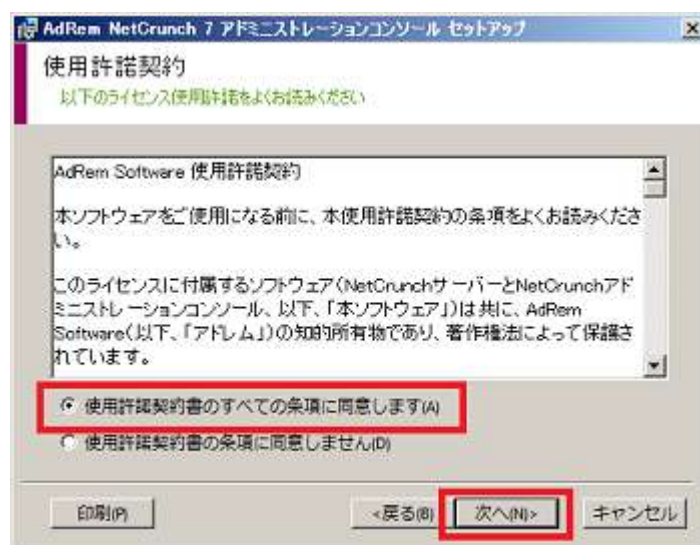 AdRem NetCrunch 7 アドミニストレーションコンソール セットアップ
使用許諾契約
以下のライセンス使用許諾をよくお読みください
AdRem Software 使用許諾契約
本ソフトウェアをご使用になる前に、本使用許諾契約の条項をよくお読みくださ
い。
このライセンスに付属するソフトウェア(NetCrunchサーバーとNetCrunchアド
ミニストレーションコンソール、以下、「本ソフトウェア」)は共に、AdRem
Software(以下、「アドレム」)の知的所有物であり、著作権法によって保護さ
れています。
使用許諾契約書のすべての条項に同意します(A)
使用許諾契約書の条項に同意しません(D)
印刷(P)
<戻る(B)
次へ(N)>
キャンセル